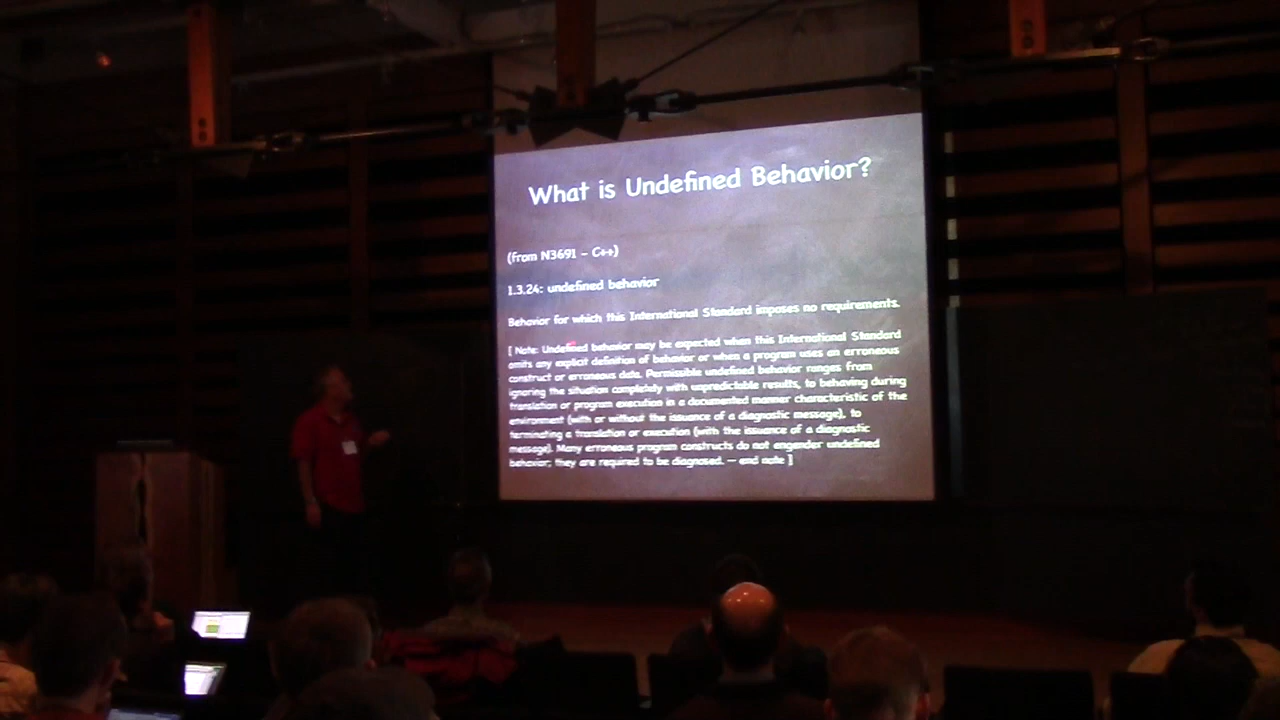 What is Undefined Behavior?
(from N3691 - C++)
1.3.24: undefined behavior
Behavior for which this International Standard imposes no requirements.
[ Note: Undefined behavior may be expected when this International Standard
omits any explicit definition of behavior or when a program uses an erroneous
construct or erroneous data. Permissible undefined behavior ranges from
ignoring the situation completely with unpredictable results, to behaving during
translation or program execution in a documented manner characteristic of the
environment (with or without the issuance of a diagnostic message), to
terminating a translation or execution (with the issuance of a diagnostic
message). Many erroneous program constructs do not engender undefined
behavior; they are required to be diagnosed. — end note ]